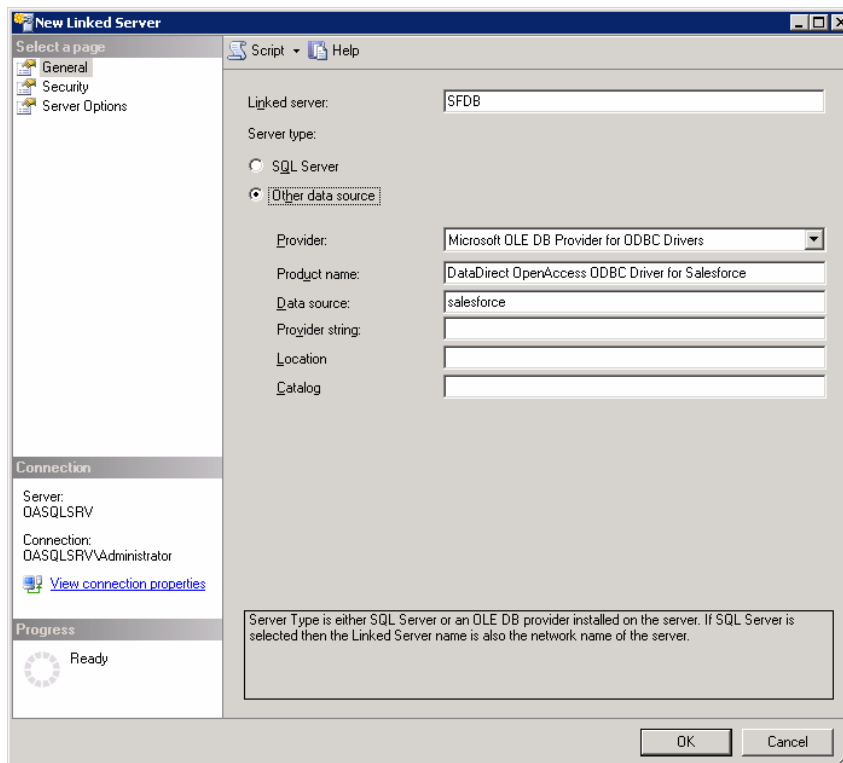 New Linked Server
Select a page
General
Security
Server Options
Script
Help
Linked server:
SFDB
Server type:
SQL Server
Other data source
Provider:
Microsoft OLE DB Provider for ODBC Drivers
Product name:
DataDirect OpenAccess ODBC Driver for Salesforce
Data source:
salesforce
Provider string:
Location
Catalog
Connection
Server:
OASQLSRV
Connection:
OASQLSRV\Administrator
View connection properties
Progress
Ready
Server Type is either SQL Server or an OLE DB provider installed on the server. If SQL Server is
selected then the Linked Server name is also the network name of the server.
OK
Cancel